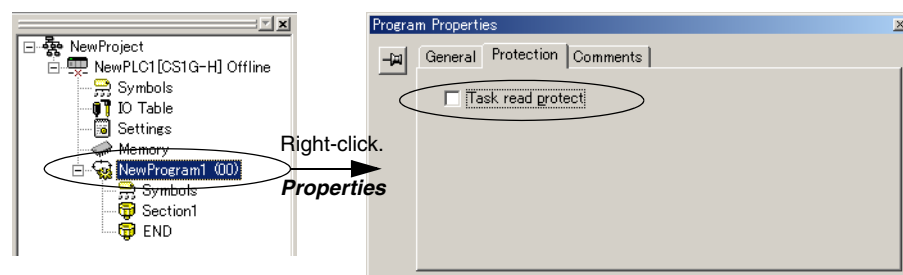 NewProject
NewPLC1[CS1G-H] Offline
Symbols
IO Table
Settings
Memory
NewProgram1 (00)
Symbols
Section1
END
Right-click.
Properties
Program Properties
General Protection Comments
Task read protect